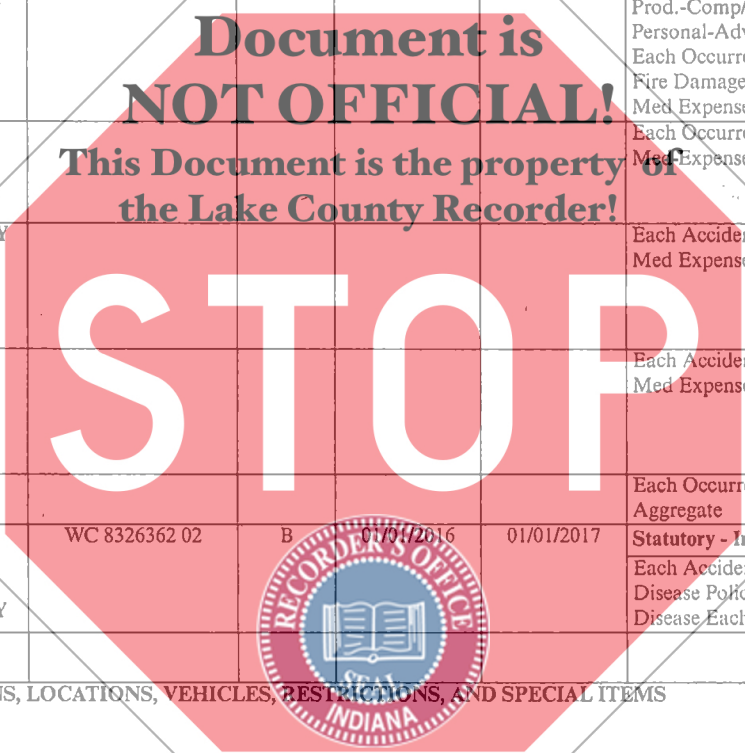 Document is
NOT OFFICIAL!
This Document is the property of
the Lake County Recorder!
STOP
Prod.-Comp/
Personal-Adv
Each Occurre
Fire Damage
Med Expense
Each Occurre
Med Expense
Y
Each Acciden
Med Expense
Each Acciden
Med Expense
Each Occurre
Aggregate
WC 8326362 02 B 01/01/2016 01/01/2017 Statutory - In
Each Acciden
Disease Polic
Y
Disease Each
RECORDER'S OFFICE
SEAL
INDIANA
NS, LOCATIONS, VEHICLES, RESTRICTIONS, AND SPECIAL ITEMS